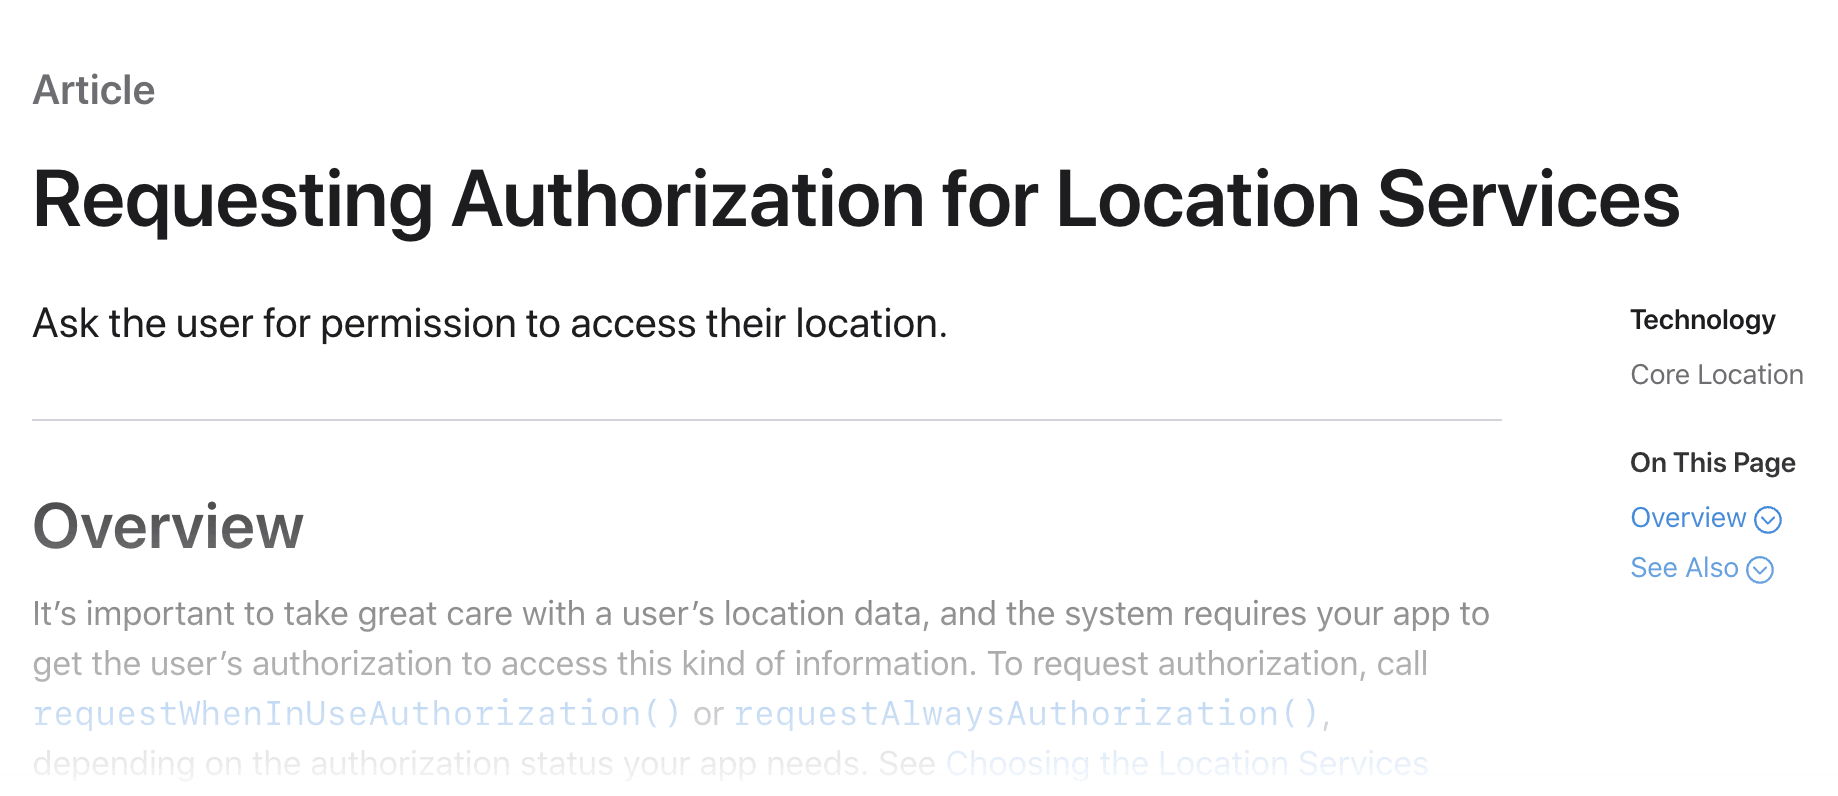 Article
Requesting Authorization for Location Services
Ask the user for permission to access their location.
Technology
Core Location
On This Page
Overview
See Also
Overview
It’s important to take great care with a user’s location data, and the system requires your app to
get the user’s authorization to access this kind of information. To request authorization, call
requestWhenInUseAuthorization() or requestAlwaysAuthorization(),
depending on the authorization status your app needs. See Choosing the Location Services